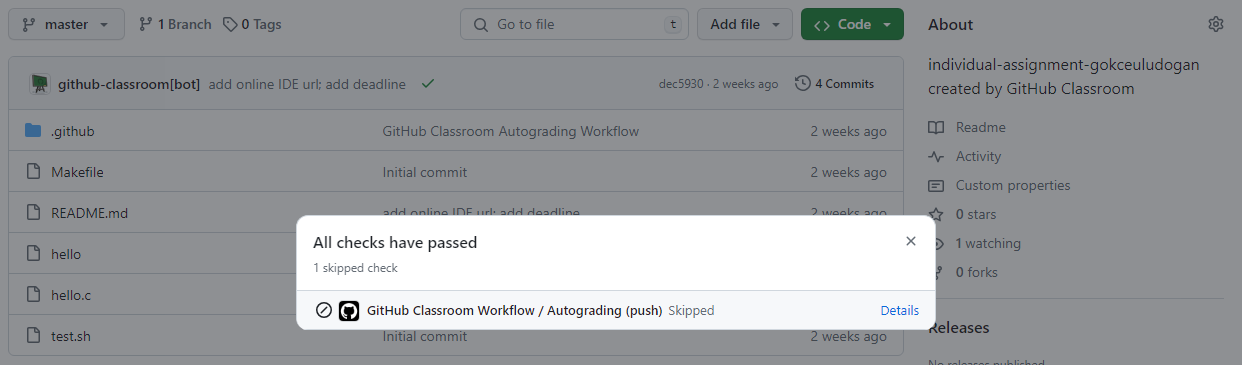 master 1 Branch 0 Tags Go to file t Add file Code About
individual-assignment-gokceuludogan
created by GitHub Classroom
github-classroom[bot] add online IDE url; add deadline dec5930 · 2 weeks ago 4 Commits
.github GitHub Classroom Autograding Workflow 2 weeks ago
Makefile Initial commit 2 weeks ago
README.md add online IDE url; add deadline 2 weeks ago
hello
hello.c
test.sh Initial commit 2 weeks ago
Readme
Activity
Custom properties
0 stars
1 watching
0 forks
Releases
No releases published
All checks have passed
1 skipped check
GitHub Classroom Workflow / Autograding (push) Skipped Details